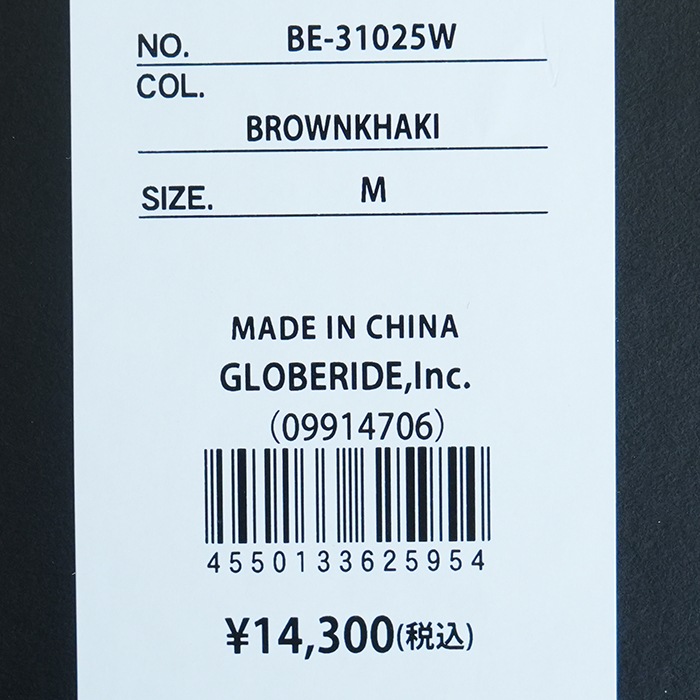 NO. BE-31025W
COL.
BROWNKHAKI
SIZE. M
MADE IN CHINA
GLOBERIDE,Inc.
(09914706)
4550133625954
¥14,300(税込)